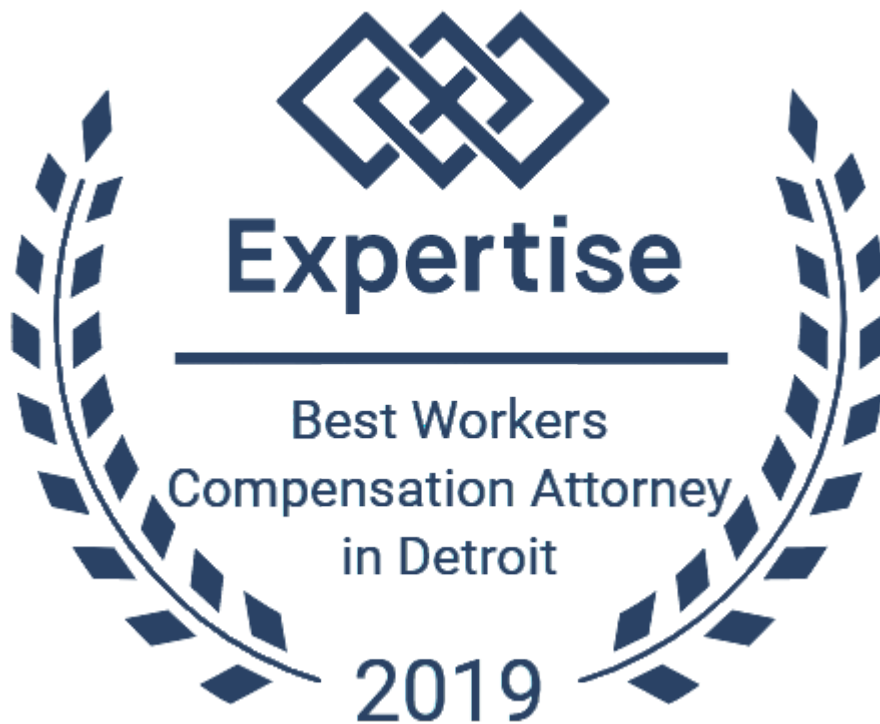 Expertise
Best Workers
Compensation Attorney
in Detroit
2019